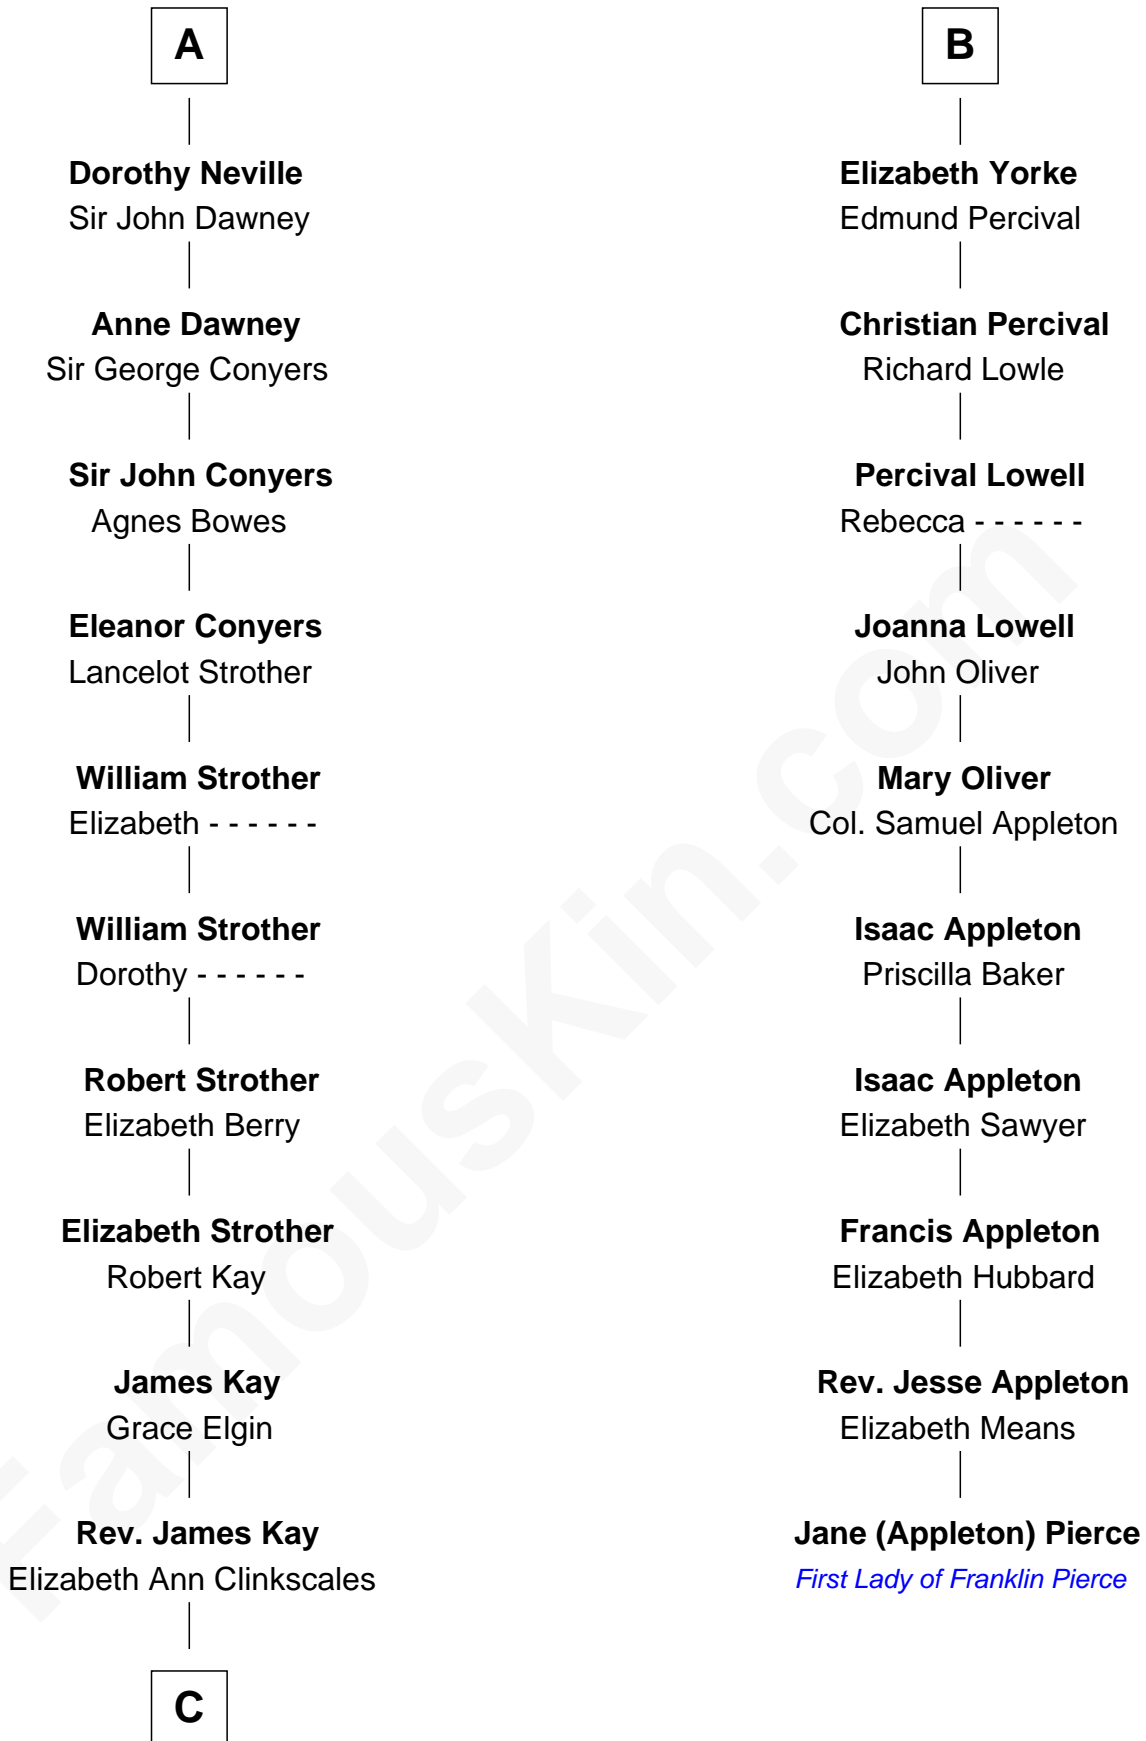 A
Dorothy Neville
Sir John Dawney
Anne Dawney
Sir George Conyers
Sir John Conyers
Agnes Bowes
Eleanor Conyers
Lancelot Strother
William Strother
Elizabeth - - - - - -
William Strother
Dorothy - - - - - -
Robert Strother
Elizabeth Berry
Elizabeth Strother
Robert Kay
James Kay
Grace Elgin
Rev. James Kay
Elizabeth Ann Clinkscales
C
B
Elizabeth Yorke
Edmund Percival
Christian Percival
Richard Lowle
Percival Lowell
Rebecca - - - - - -
Joanna Lowell
John Oliver
Mary Oliver
Col. Samuel Appleton
Isaac Appleton
Priscilla Baker
Isaac Appleton
Elizabeth Sawyer
Francis Appleton
Elizabeth Hubbard
Rev. Jesse Appleton
Elizabeth Means
Jane (Appleton) Pierce
First Lady of Franklin Pierce
FamousKin.com